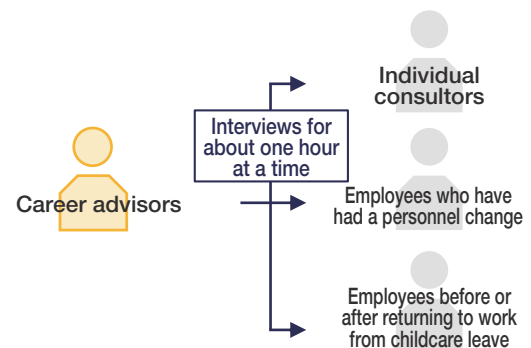 Individual
consultors
Interviews for
about one hour
at a time
Career advisors
Employees who have
had a personnel change
Employees before or
after returning to work
from childcare leave